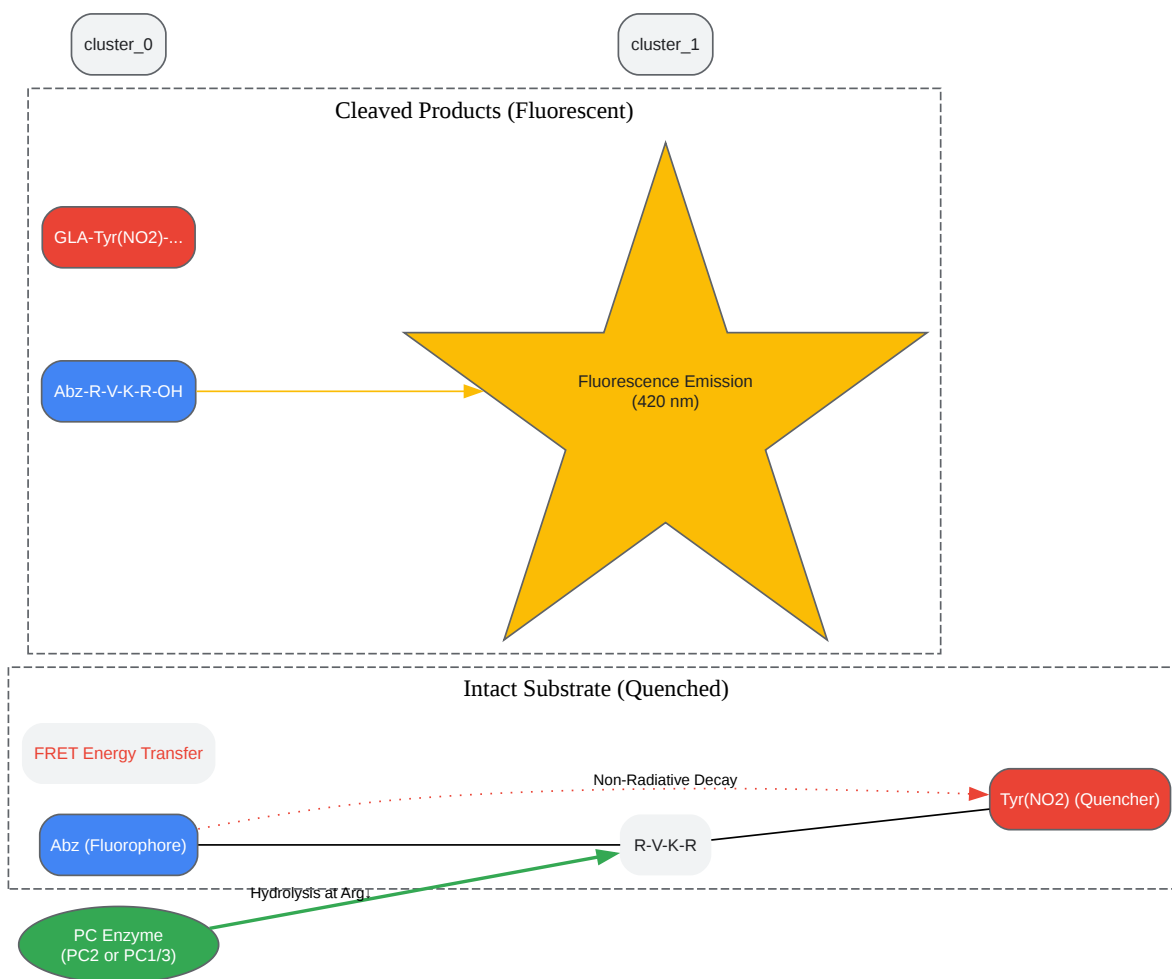 cluster_0
cluster_1
Cleaved Products (Fluorescent)
GLA-Tyr(NO2)-...
Abz-R-V-K-R-OH
Fluorescence Emission
(420 nm)
Intact Substrate (Quenched)
FRET Energy Transfer
Non-Radiative Decay
Tyr(NO2) (Quencher)
Abz (Fluorophore)
R-V-K-R
Hydrolysis at Arg↓
PC Enzyme
(PC2 or PC1/3)